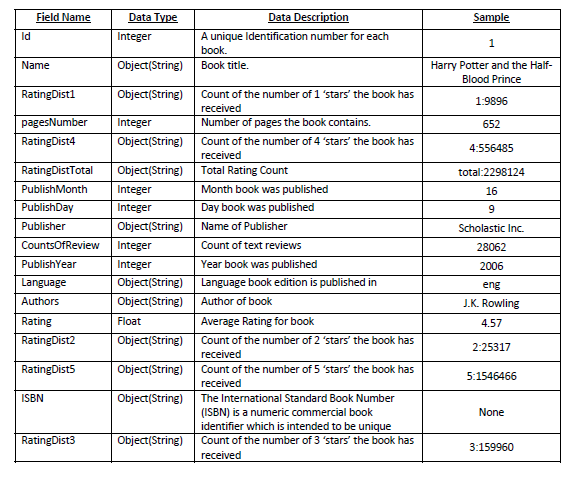 Field Name Data Type Data Description Sample
Id Integer A unique Identification number for each
book. 1
Name Object(String) Book title. Harry Potter and the Half-
Blood Prince
RatingDist1 Object(String) Count of the number of 1 ‘stars’ the book has
received 1:9896
pagesNumber Integer Number of pages the book contains. 652
RatingDist4 Object(String) Count of the number of 4 ‘stars’ the book has
received 4:556485
RatingDistTotal Object(String) Total Rating Count total:2298124
PublishMonth Integer Month book was published 16
PublishDay Integer Day book was published 9
Publisher Object(String) Name of Publisher Scholastic Inc.
CountsOfReview Integer Count of text reviews 28062
PublishYear Integer Year book was published 2006
Language Object(String) Language book edition is published in eng
Authors Object(String) Author of book J.K. Rowling
Rating Float Average Rating for book 4.57
RatingDist2 Object(String) Count of the number of 2 ‘stars’ the book has
received 2:25317
RatingDist5 Object(String) Count of the number of 5 ‘stars’ the book has
received 5:1546466
ISBN Object(String) The International Standard Book Number
(ISBN) is a numeric commercial book None
identifier which is intended to be unique
RatingDist3 Object(String) Count of the number of 3 ‘stars’ the book has
received 3:159960